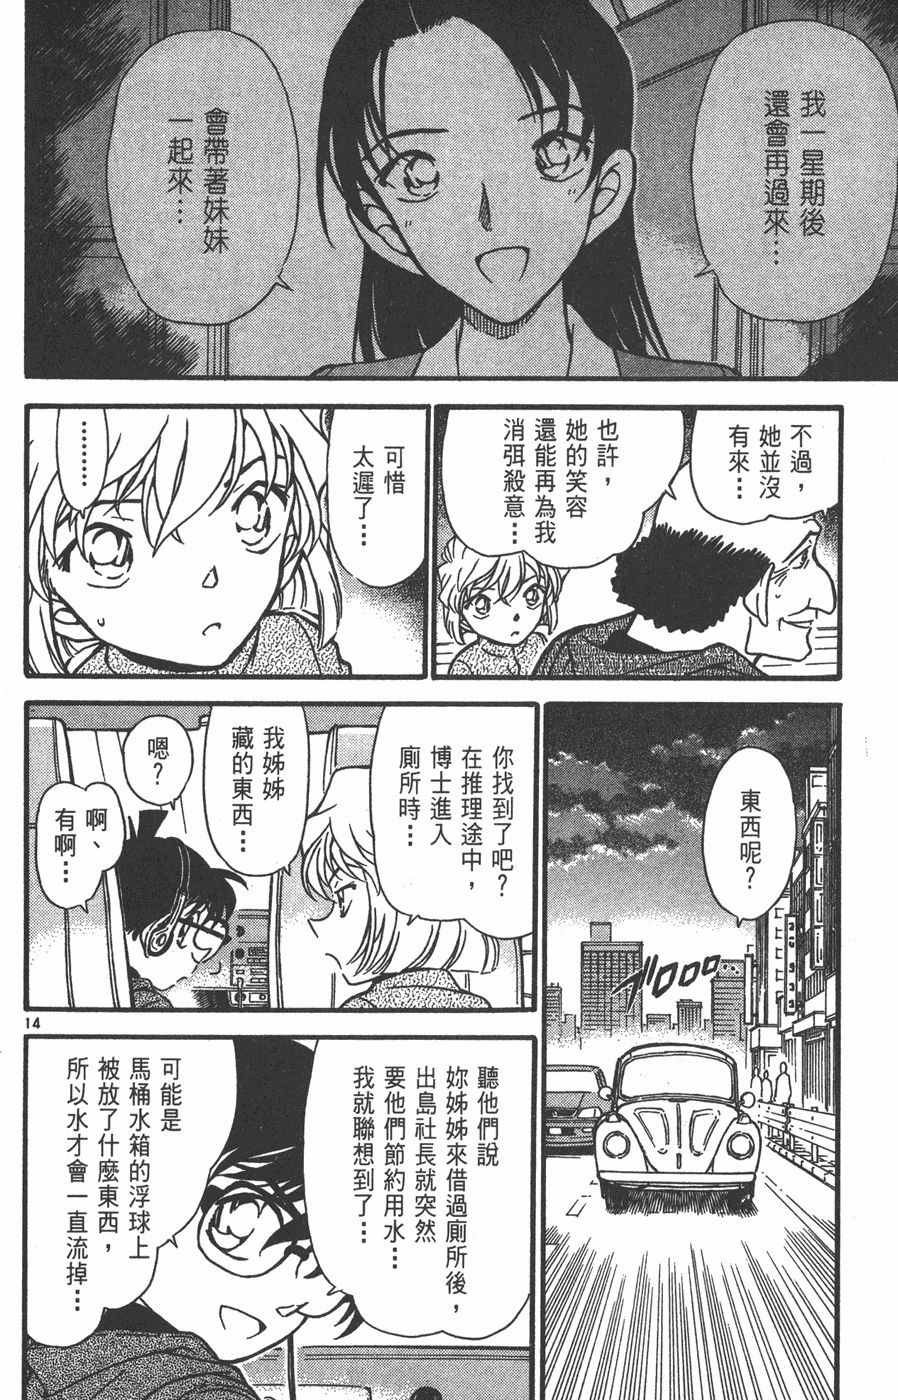 我一星期後
還會再過來…
會帶著妹妹
一起來…
不過，
她並沒
有來…
也許，
她的笑容
還能再為我
消弭殺意…
可惜
太遲了…
………
東西呢？
ゴロロロ
你找到了吧？
在推理途中，
博士進入
廁所時…
我姊姊
藏的東西…
嗯？
啊、
有啊…
14
聽他們說
妳姊姊來借過廁所後，
出島社長就突然
要他們節約用水…
我就聯想到了…
可能是
馬桶水箱的浮球上
被放了什麼東西，
所以水才會一直流掉…